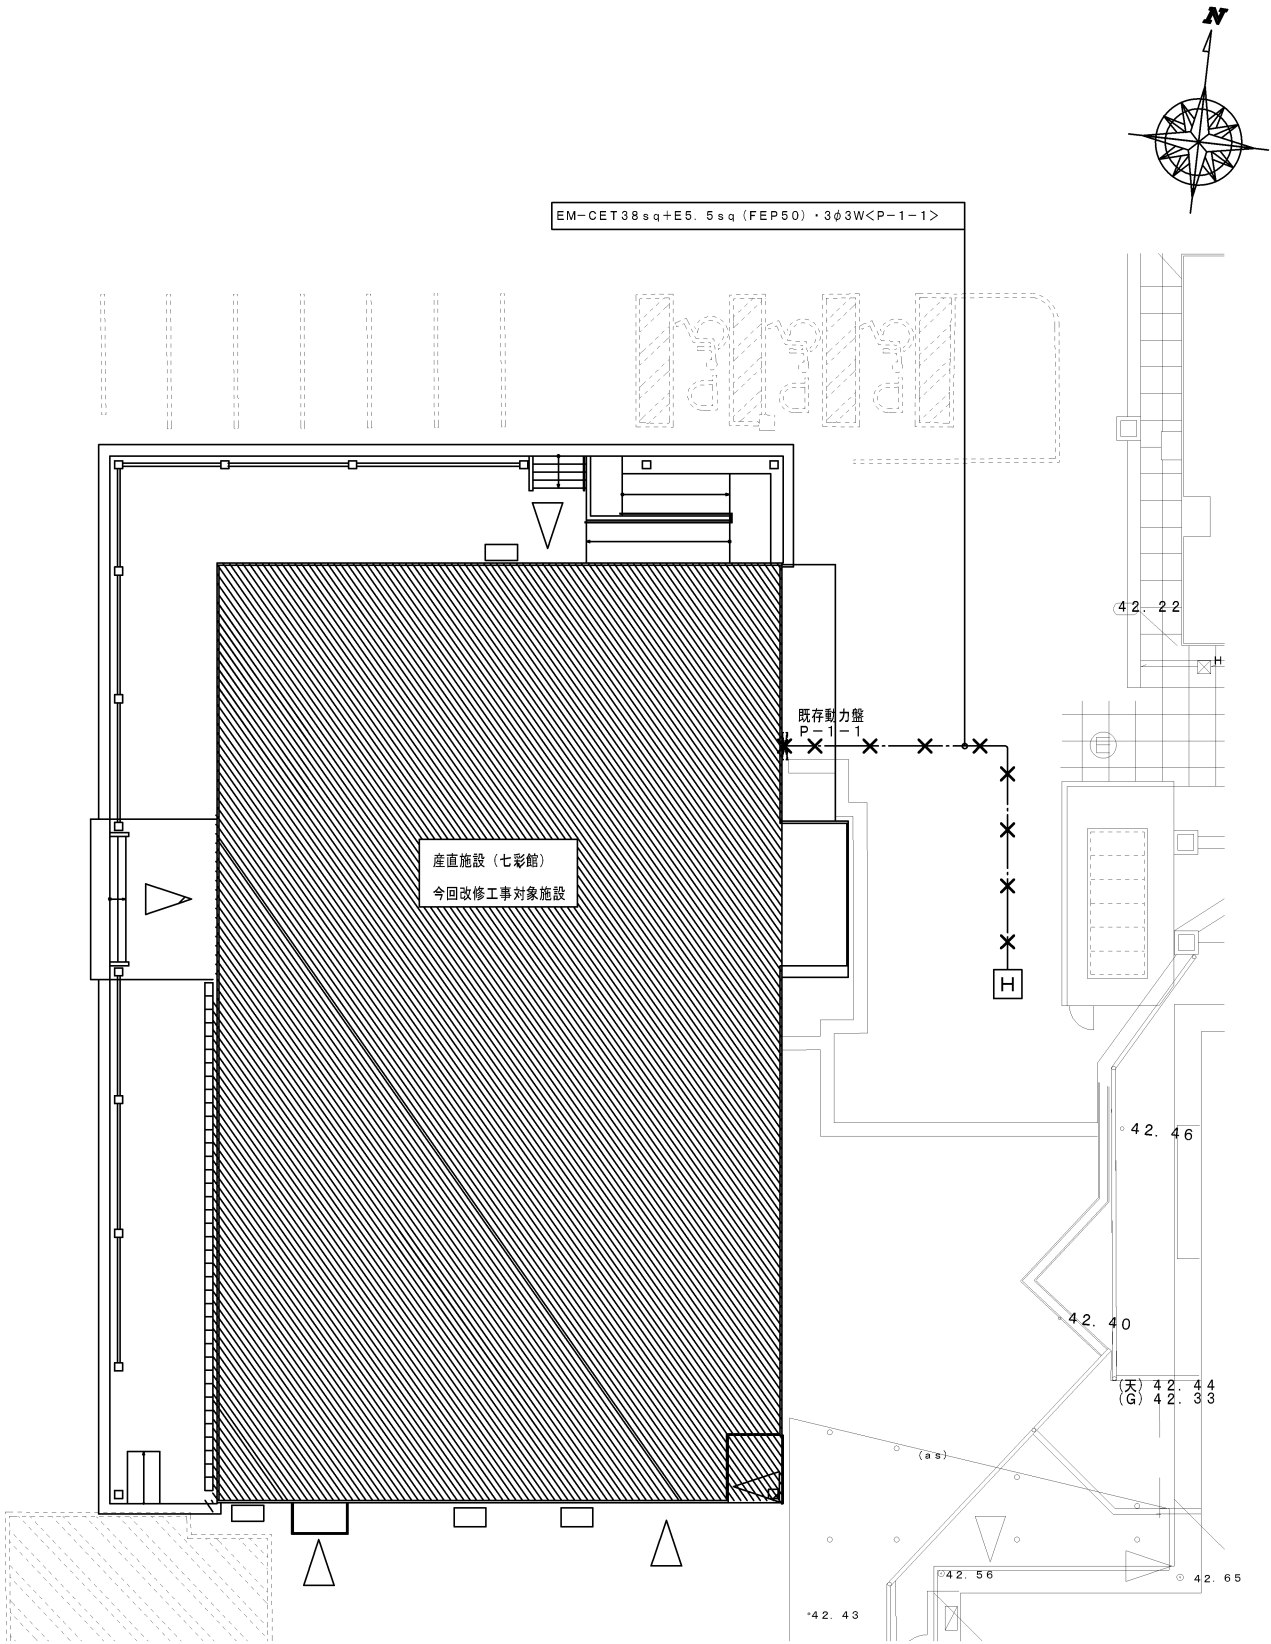 N
EM-CET38sq+E5.5sq (FEP50)・3φ3W<P-1-1>
42.22
H
既存動力盤
P-1-1
産直施設（七彩館）
今回改修工事対象施設
H
42.46
42.40
(天) 42.44
(G) 42.33
(as)
42.56
42.65
42.43